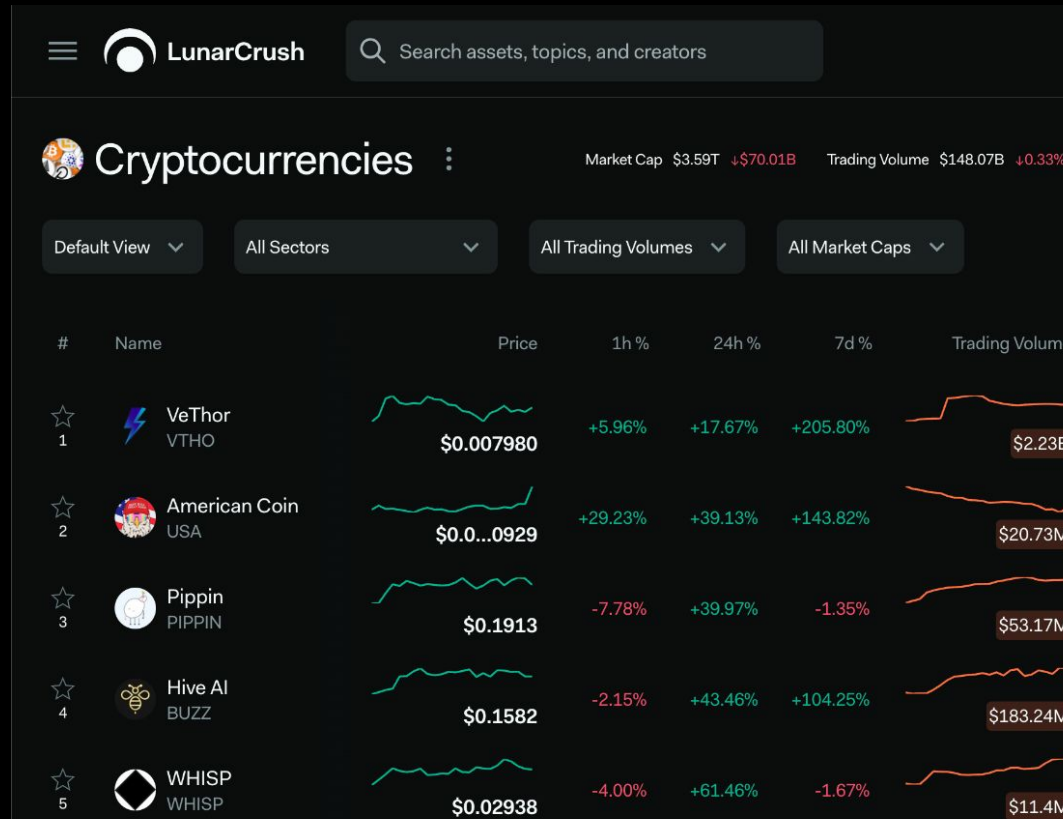 LunarCrush
Search assets, topics, and creators
Cryptocurrencies
Market Cap $3.59T ↓$70.01B Trading Volume $148.07B ↓0.33%
Default View All Sectors All Trading Volumes All Market Caps
# Name Price 1h % 24h % 7d % Trading Volum
VeThor
1 VTHO $0.007980 +5.96% +17.67% +205.80% $2.23B
American Coin
2 USA $0.0...0929 +29.23% +39.13% +143.82% $20.73M
Pippin
3 PIPPIN $0.1913 -7.78% +39.97% -1.35% $53.17M
Hive AI
4 BUZZ $0.1582 -2.15% +43.46% +104.25% $183.24M
WHISP
5 WHISP $0.02938 -4.00% +61.46% -1.67% $11.4M